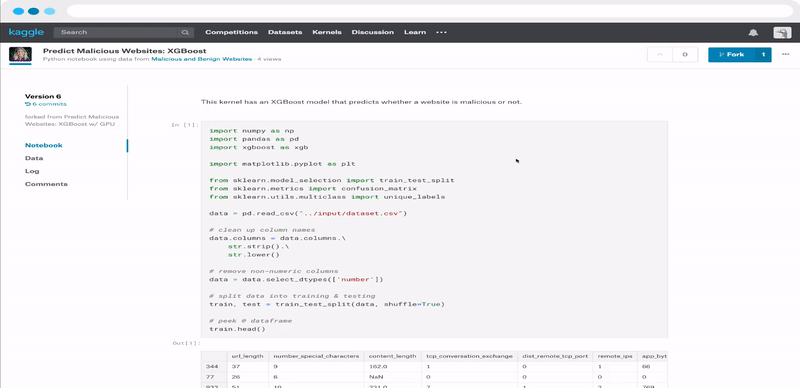 kaggle Search Competitions Datasets Kernels Discussion Learn
Predict Malicious Websites: XGBoost
Python notebook using data from Malicious and Benign Websites · 4 views
0 Fork 1
Version 6
6 commits
forked from Predict Malicious
Websites: XGBoost w/ GPU
Notebook
Data
Log
Comments
This kernel has an XGBoost model that predicts whether a website is malicious or not.
In [1]:
import numpy as np
import pandas as pd
import xgboost as xgb
import matplotlib.pyplot as plt
from sklearn.model_selection import train_test_split
from sklearn.metrics import confusion_matrix
from sklearn.utils.multiclass import unique_labels
data = pd.read_csv("../input/dataset.csv")
# clean up column names
data.columns = data.columns.\
str.strip().\
str.lower()
# remove non-numeric columns
data = data.select_dtypes(['number'])
# split data into training & testing
train, test = train_test_split(data, shuffle=True)
# peek @ dataframe
train.head()
Out[1]:
url_length number_special_characters content_length tcp_conversation_exchange dist_remote_tcp_port remote_ips app_byt
344 37 9 162.0 1 0 1 66
77 26 6 NaN 0 0 0 0